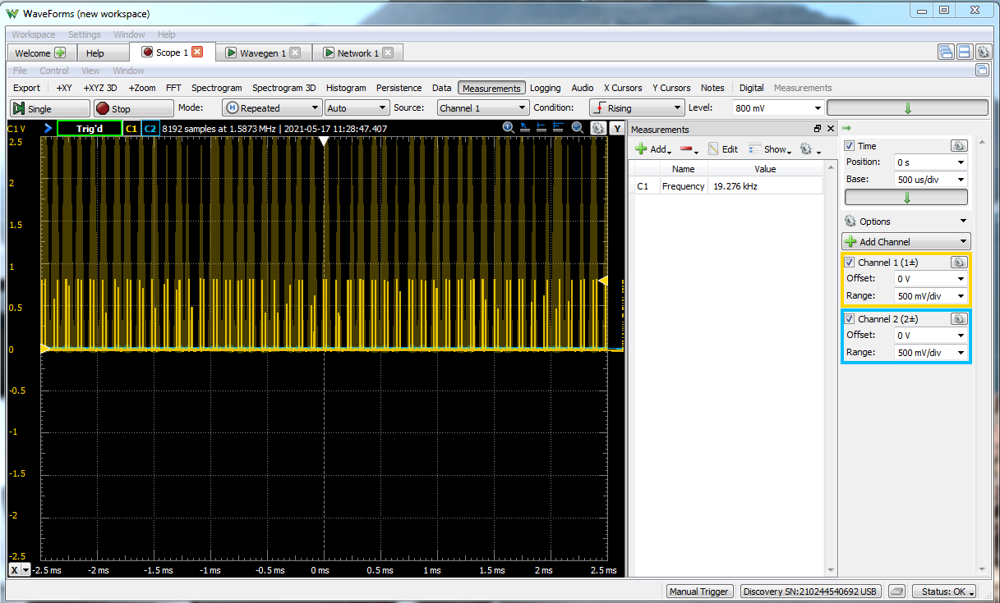 WaveForms (new workspace)
Workspace Settings Window Help
Welcome Help Scope 1 Wavegen 1 Network 1
File Control View Window
Export +XY +XYZ 3D +Zoom FFT Spectrogram Spectrogram 3D Histogram Persistence Data Measurements Logging Audio X Cursors Y Cursors Notes Digital Measurements
Single Stop Mode: Repeated Auto Source: Channel 1 Condition: Rising Level: 800 mV
C1 V Trig'd C1 C2 8192 samples at 1.5873 MHz | 2021-05-17 11:28:47.407 Y
Measurements
Add Edit Show
Name Value
C1 Frequency 19.276 kHz
Time
Position: 0 s
Base: 500 us/div
Options
Add Channel
Channel 1 (1±)
Offset: 0 V
Range: 500 mV/div
Channel 2 (2±)
Offset: 0 V
Range: 500 mV/div
2.5
2
1.5
1
0.5
0
-0.5
-1
-1.5
-2
-2.5
X -2.5 ms -2 ms -1.5 ms -1 ms -0.5 ms 0 ms 0.5 ms 1 ms 1.5 ms 2 ms 2.5 ms
Manual Trigger Discovery SN:210244540692 USB Status: OK